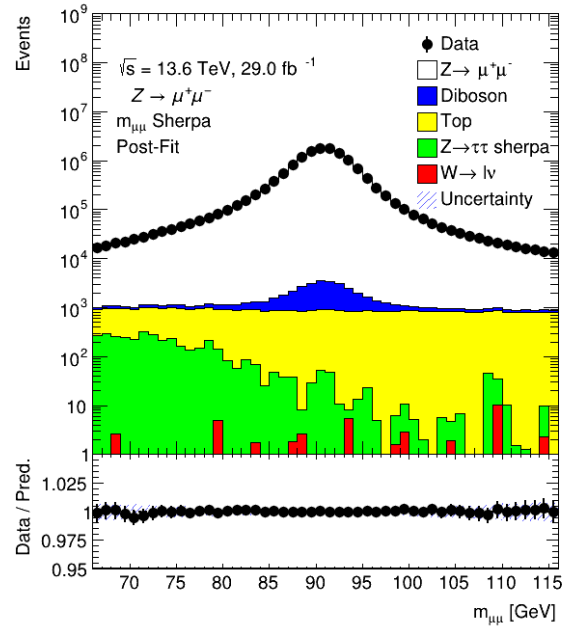 Events
10⁹
10⁸
10⁷
10⁶
10⁵
10⁴
10³
10²
10
1
√s = 13.6 TeV, 29.0 fb⁻¹
Z → μ⁺μ⁻
m_μμ Sherpa
Post-Fit
Data
Z→ μ⁺μ⁻
Diboson
Top
Z→ττ sherpa
W→ lν
Uncertainty
Data / Pred.
1.025
1
0.975
0.95
70 75 80 85 90 95 100 105 110 115
m_μμ [GeV]